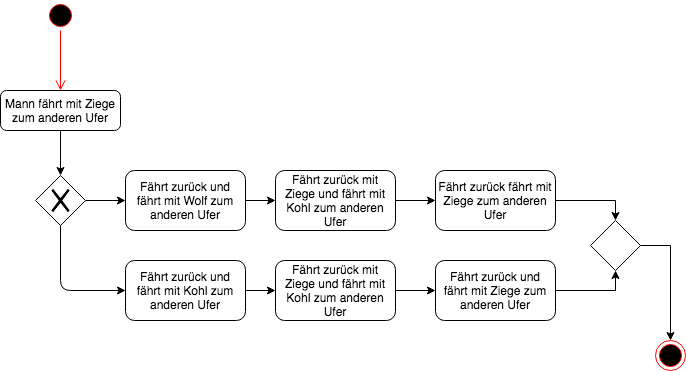 Mann fährt mit Ziege
zum anderen Ufer
Fährt zurück und
fährt mit Wolf zum
anderen Ufer
Fährt zurück mit
Ziege und fährt mit
Kohl zum anderen
Ufer
Fährt zurück fährt mit
Ziege zum anderen
Ufer
Fährt zurück und
fährt mit Kohl zum
anderen Ufer
Fährt zurück mit
Ziege und fährt mit
Kohl zum anderen
Ufer
Fährt zurück und
fährt mit Ziege zum
anderen Ufer